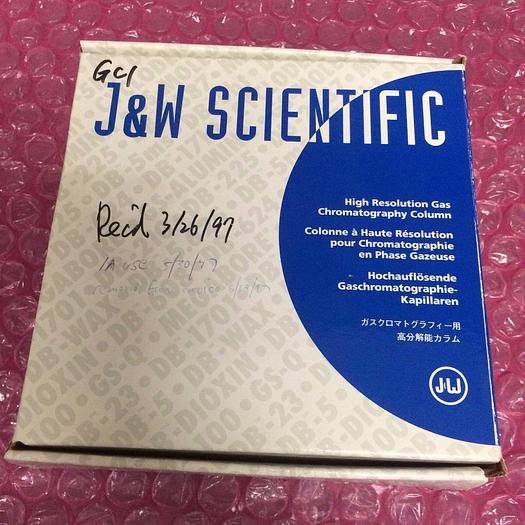 GC1
J&W SCIENTIFIC
Rec'd 3/26/97
High Resolution Gas
Chromatography Column
Colonne à Haute Résolution
pour Chromatographie
en Phase Gazeuse
Hochauflösende
Gaschromatographie-
Kapillaren
ガスクロマトグラフィー用
高分解能カラム
J&W